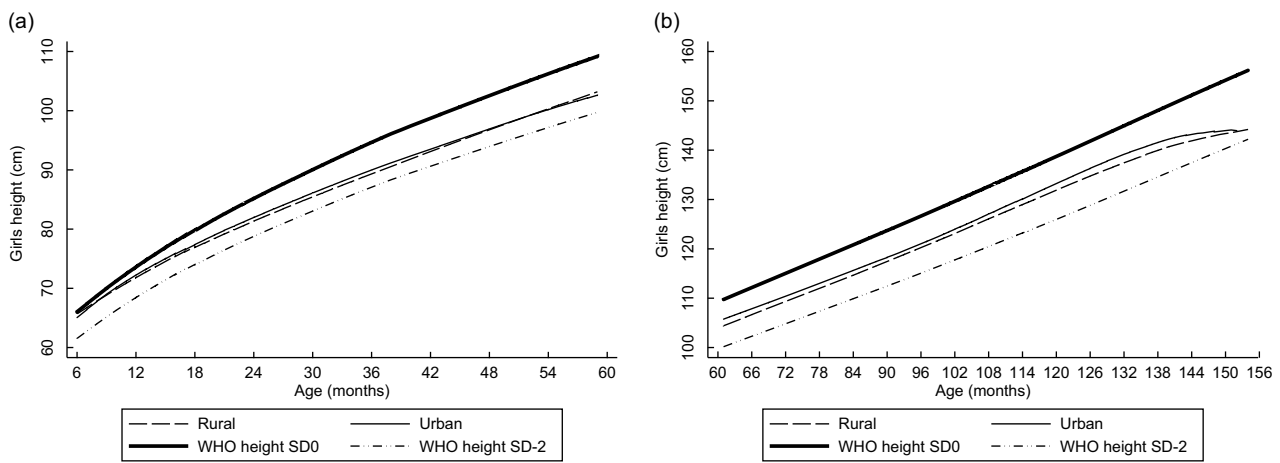 (a)
Girls height (cm)
110
100
90
80
70
60
6 12 18 24 30 36 42 48 54 60
Age (months)
Rural Urban
WHO height SD0 WHO height SD-2
(b)
Girls height (cm)
160
150
140
130
120
110
100
60 66 72 78 84 90 96 102 108 114 120 126 132 138 144 150 156
Age (months)
Rural Urban
WHO height SD0 WHO height SD-2